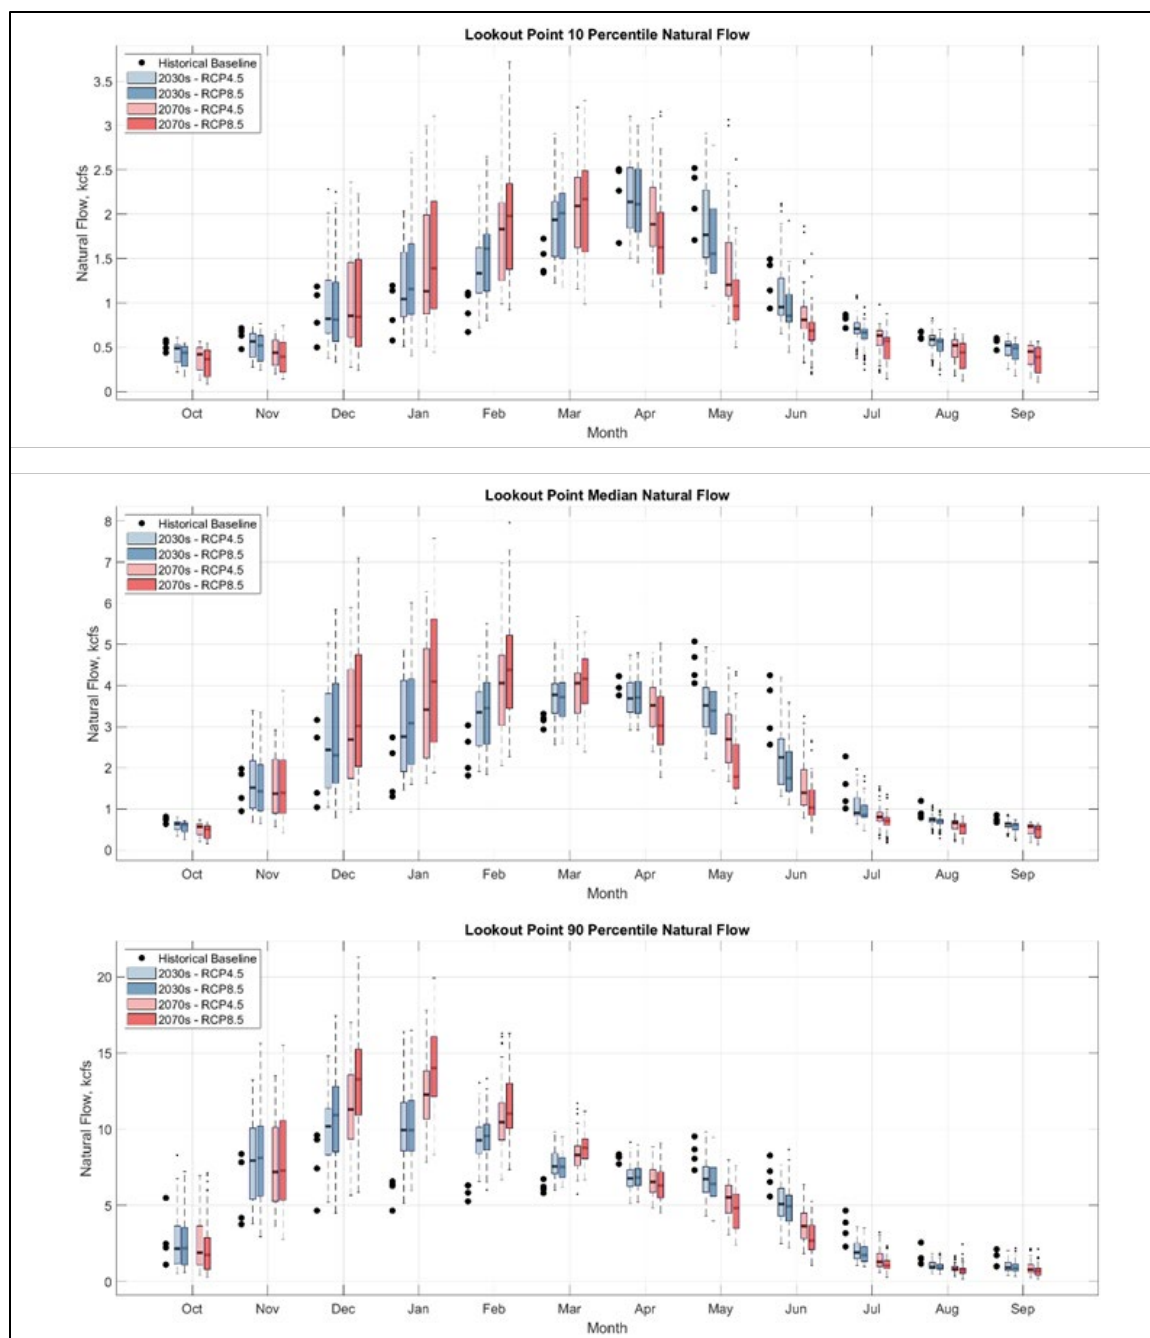 Lookout Point 10 Percentile Natural Flow
Historical Baseline
2030s - RCP4.5
2030s - RCP8.5
2070s - RCP4.5
2070s - RCP8.5
Natural Flow, kcfs
3.5
3
2.5
2
1.5
1
0.5
0
Oct Nov Dec Jan Feb Mar Apr May Jun Jul Aug Sep
Month
Lookout Point Median Natural Flow
Historical Baseline
2030s - RCP4.5
2030s - RCP8.5
2070s - RCP4.5
2070s - RCP8.5
Natural Flow, kcfs
8
7
6
5
4
3
2
1
0
Oct Nov Dec Jan Feb Mar Apr May Jun Jul Aug Sep
Month
Lookout Point 90 Percentile Natural Flow
Historical Baseline
2030s - RCP4.5
2030s - RCP8.5
2070s - RCP4.5
2070s - RCP8.5
Natural Flow, kcfs
20
15
10
5
0
Oct Nov Dec Jan Feb Mar Apr May Jun Jul Aug Sep
Month